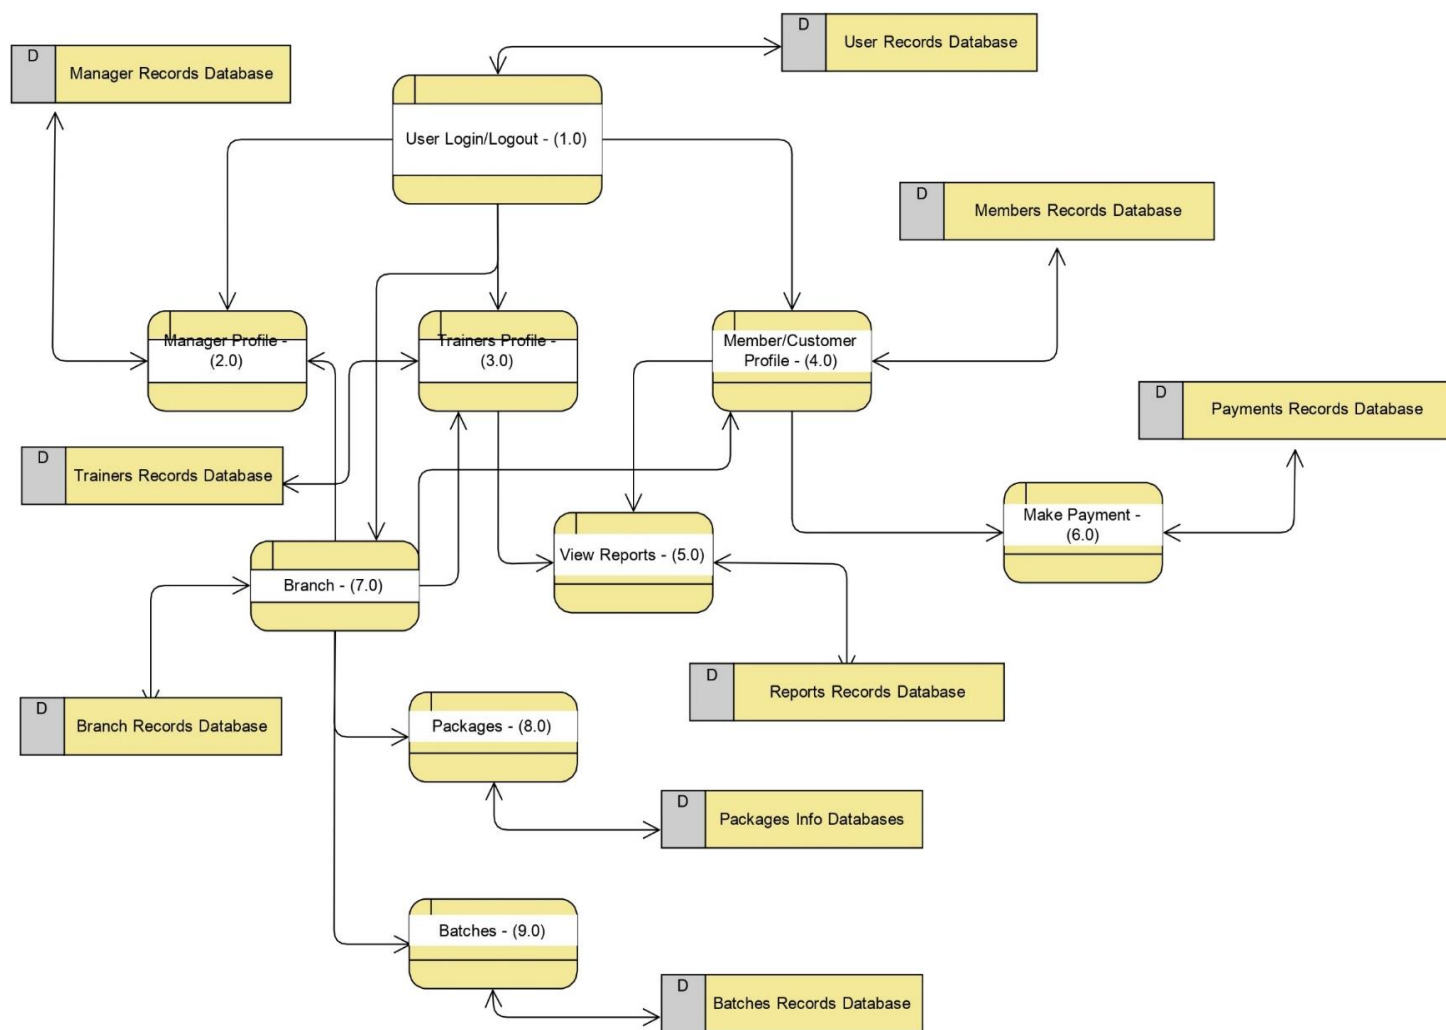 D
User Records Database
D
Manager Records Database
User Login/Logout - (1.0)
D
Members Records Database
Manager Profile -
(2.0)
Trainers Profile -
(3.0)
Member/Customer
Profile - (4.0)
D
Payments Records Database
D
Trainers Records Database
Make Payment -
(6.0)
View Reports - (5.0)
Branch - (7.0)
D
Reports Records Database
D
Branch Records Database
Packages - (8.0)
D
Packages Info Databases
Batches - (9.0)
D
Batches Records Database